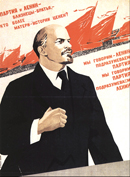 ПАРТИЯ И ЛЕНИН-
БЛИЗНЕЦЫ-БРАТЬЯ.-
КТО БОЛЕЕ
МАТЕРИ-ИСТОРИИ ЦЕНЕН?
МЫ ГОВОРИМ-ЛЕНИН,
ПОДРАЗУМЕВАЕМ-
ПАРТИЯ,
МЫ ГОВОРИМ-
ПАРТИЯ,
ПОДРАЗУМЕВАЕМ-
ЛЕНИН.